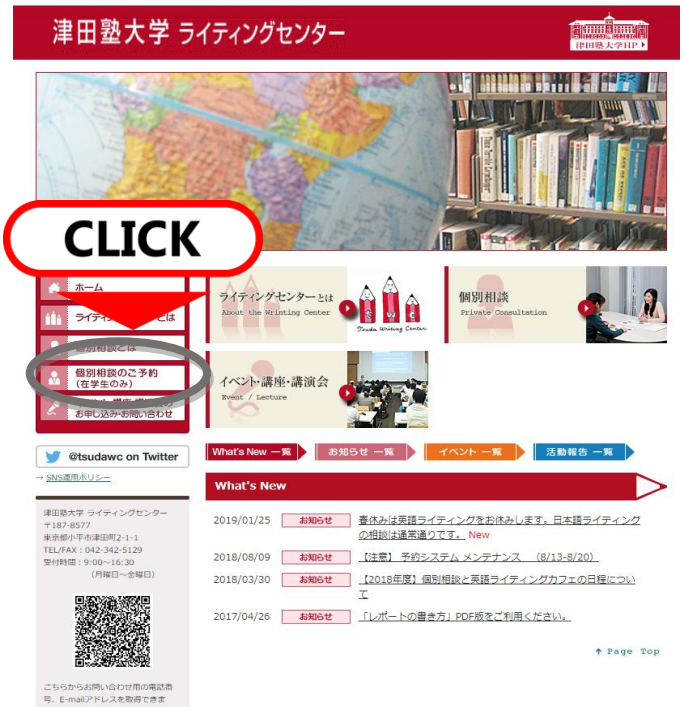 津田塾大学 ライティングセンター
津田塾大学HP
CLICK
ホーム
ライティ
とは
個別相談とは
個別相談のご予約
(在学生のみ)
お申し込み・お問い合わせ
@tsudawc on Twitter
→ SNS運用ポリシー
津田塾大学 ライティングセンター
〒187-8577
東京都小平市津田町2-1-1
TEL/FAX:042-342-5129
受付時間:9:00~16:30
(月曜日~金曜日)
こちらからお問い合わせ用の電話番
号、E-mailアドレスを取得できま
ライティングセンターとは
About the Wrinting Center
Tsuda Writing Center
個別相談
Private Consultation
イベント・講座・講演会
Event / Lecture
What's New 一覧
お知らせ 一覧
イベント 一覧
活動報告 一覧
What's New
2019/01/25 お知らせ 春休みは英語ライティングをお休みします。日本語ライティング
の相談は通常通りです。 New
2018/08/09 お知らせ 【注意】 予約システム メンテナンス (8/13-8/20)
2018/03/30 お知らせ 【2018年度】個別相談と英語ライティングカフェの日程につい
て
2017/04/26 お知らせ 「レポートの書き方」PDF版をご利用ください。
↑ Page Top